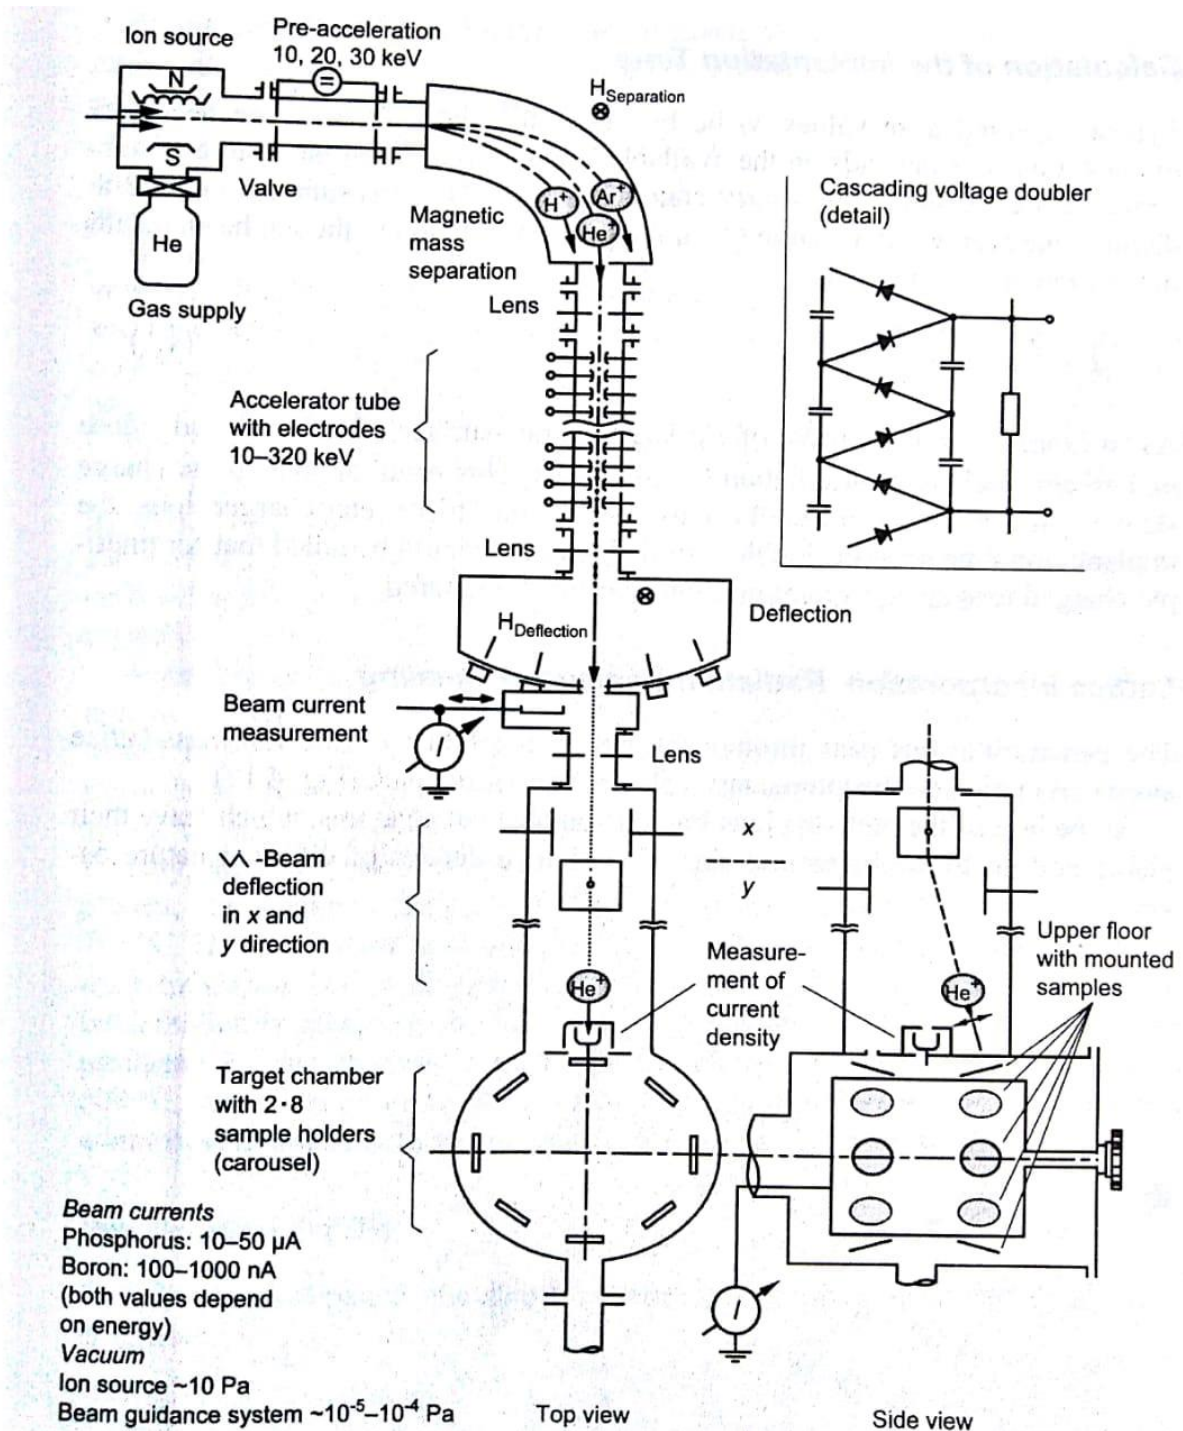 Ion source
Pre-acceleration
10, 20, 30 keV
N
S
Valve
He
Gas supply
HSeparation
H+
Ar+
He+
Magnetic
mass
separation
Lens
Cascading voltage doubler
(detail)
Accelerator tube
with electrodes
10–320 keV
Lens
HDeflection
Deflection
Beam current
measurement
I
Lens
-Beam
deflection
in x and
y direction
x
y
He+
Measure-
ment of
current
density
He+
Upper floor
with mounted
samples
Target chamber
with 2·8
sample holders
(carousel)
Beam currents
Phosphorus: 10–50 µA
Boron: 100–1000 nA
(both values depend
on energy)
Vacuum
Ion source ~10 Pa
Beam guidance system ~10-5–10-4 Pa
I
Top view
Side view